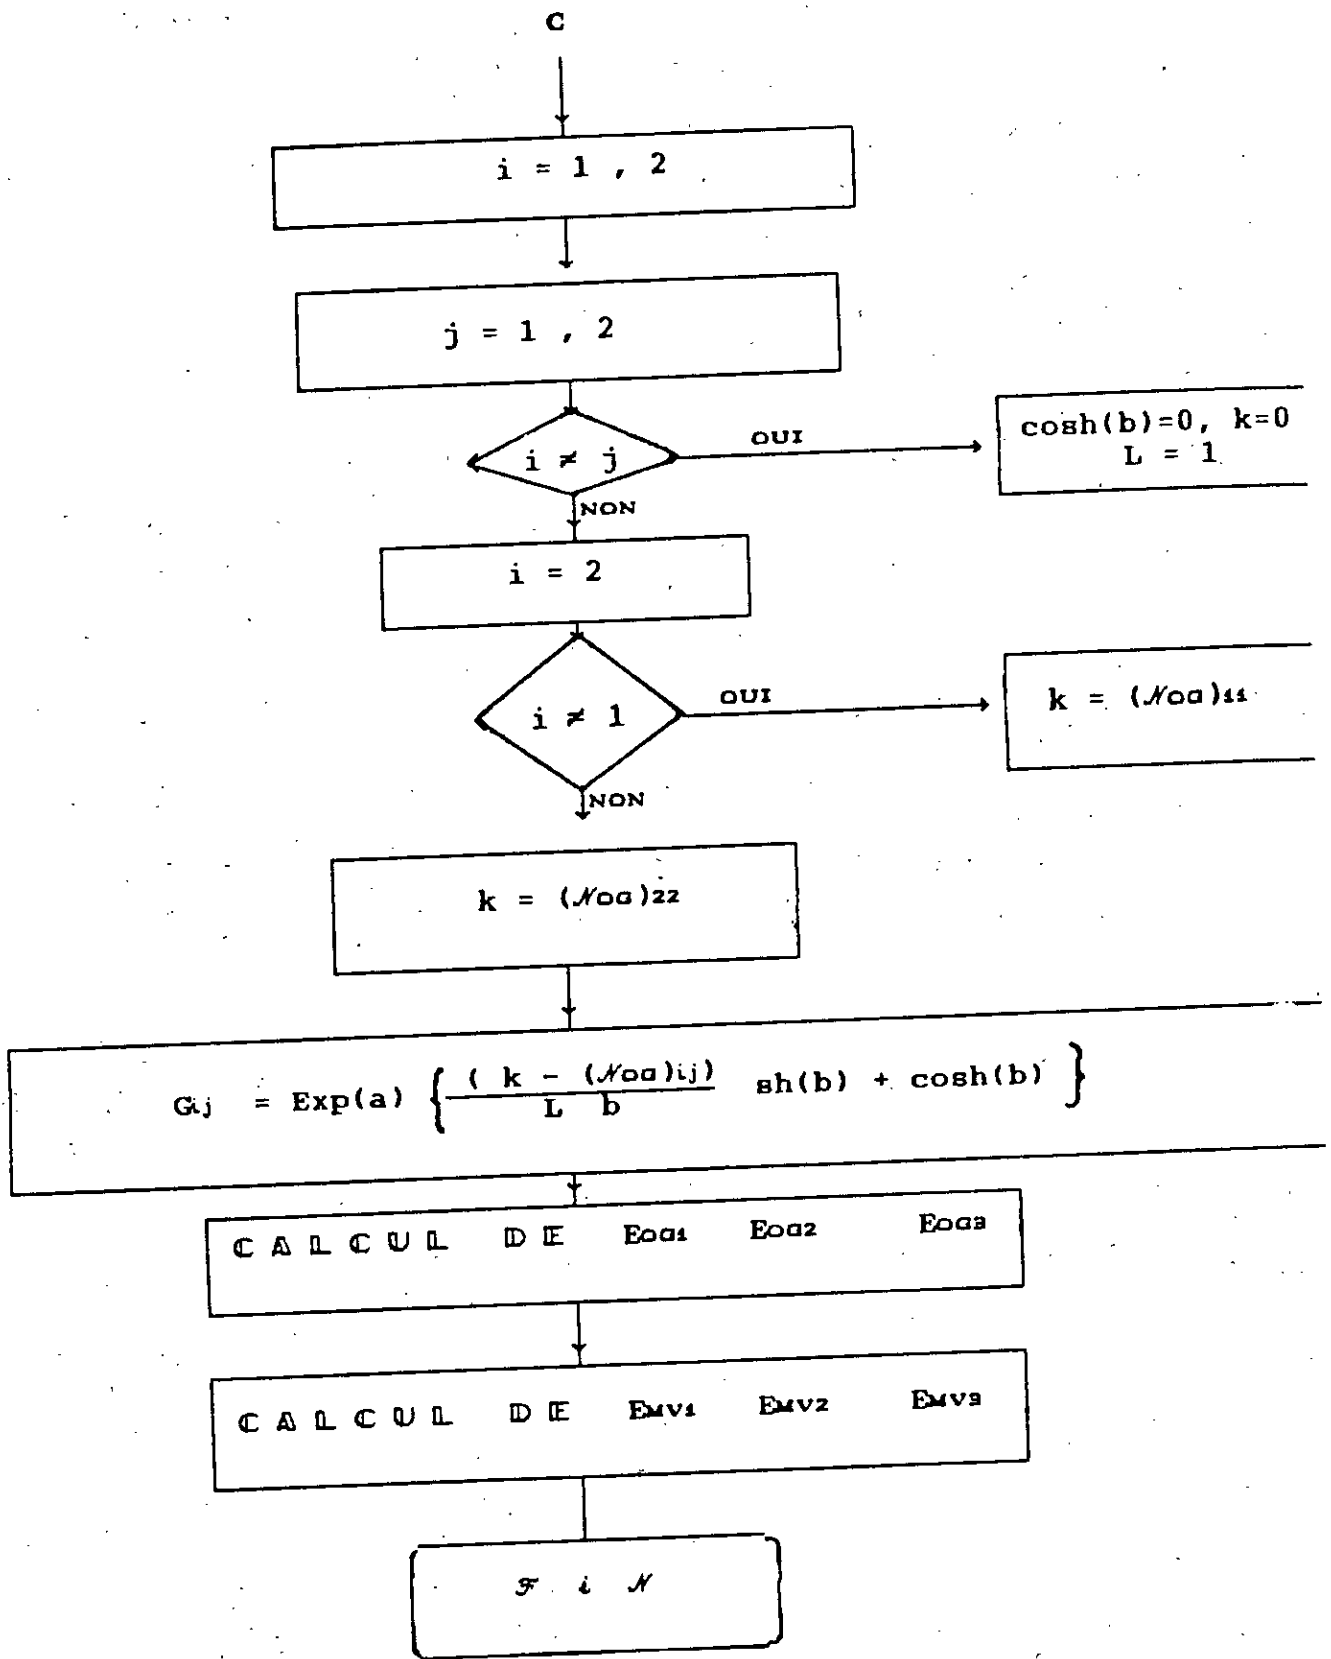 C
i = 1 , 2
j = 1 , 2
i ≠ j
OUI
cosh(b)=0, k=0
L = 1
NON
i = 2
i ≠ 1
OUI
k = (𝒩oa)11
NON
k = (𝒩oa)22
Gij = Exp(a) { ( k - (𝒩oa)ij) / L b sh(b) + cosh(b) }
CALCUL DE Eoa1 Eoa2 Eoa3
CALCUL DE EMV1 EMV2 EMV3
ℱ i 𝒩